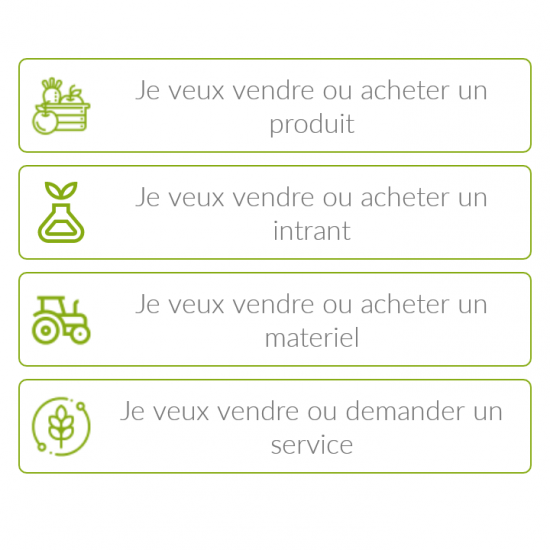 Je veux vendre ou acheter un
produit
Je veux vendre ou acheter un
intrant
Je veux vendre ou acheter un
materiel
Je veux vendre ou demander un
service